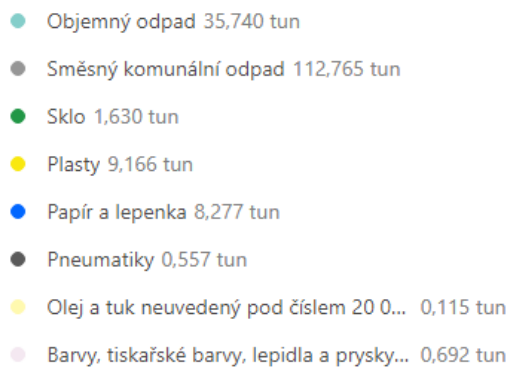 Objemný odpad 35,740 tun
Směsný komunální odpad 112,765 tun
Sklo 1,630 tun
Plasty 9,166 tun
Papír a lepenka 8,277 tun
Pneumatiky 0,557 tun
Olej a tuk neuvedený pod číslem 20 0... 0,115 tun
Barvy, tiskařské barvy, lepidla a prysky... 0,692 tun